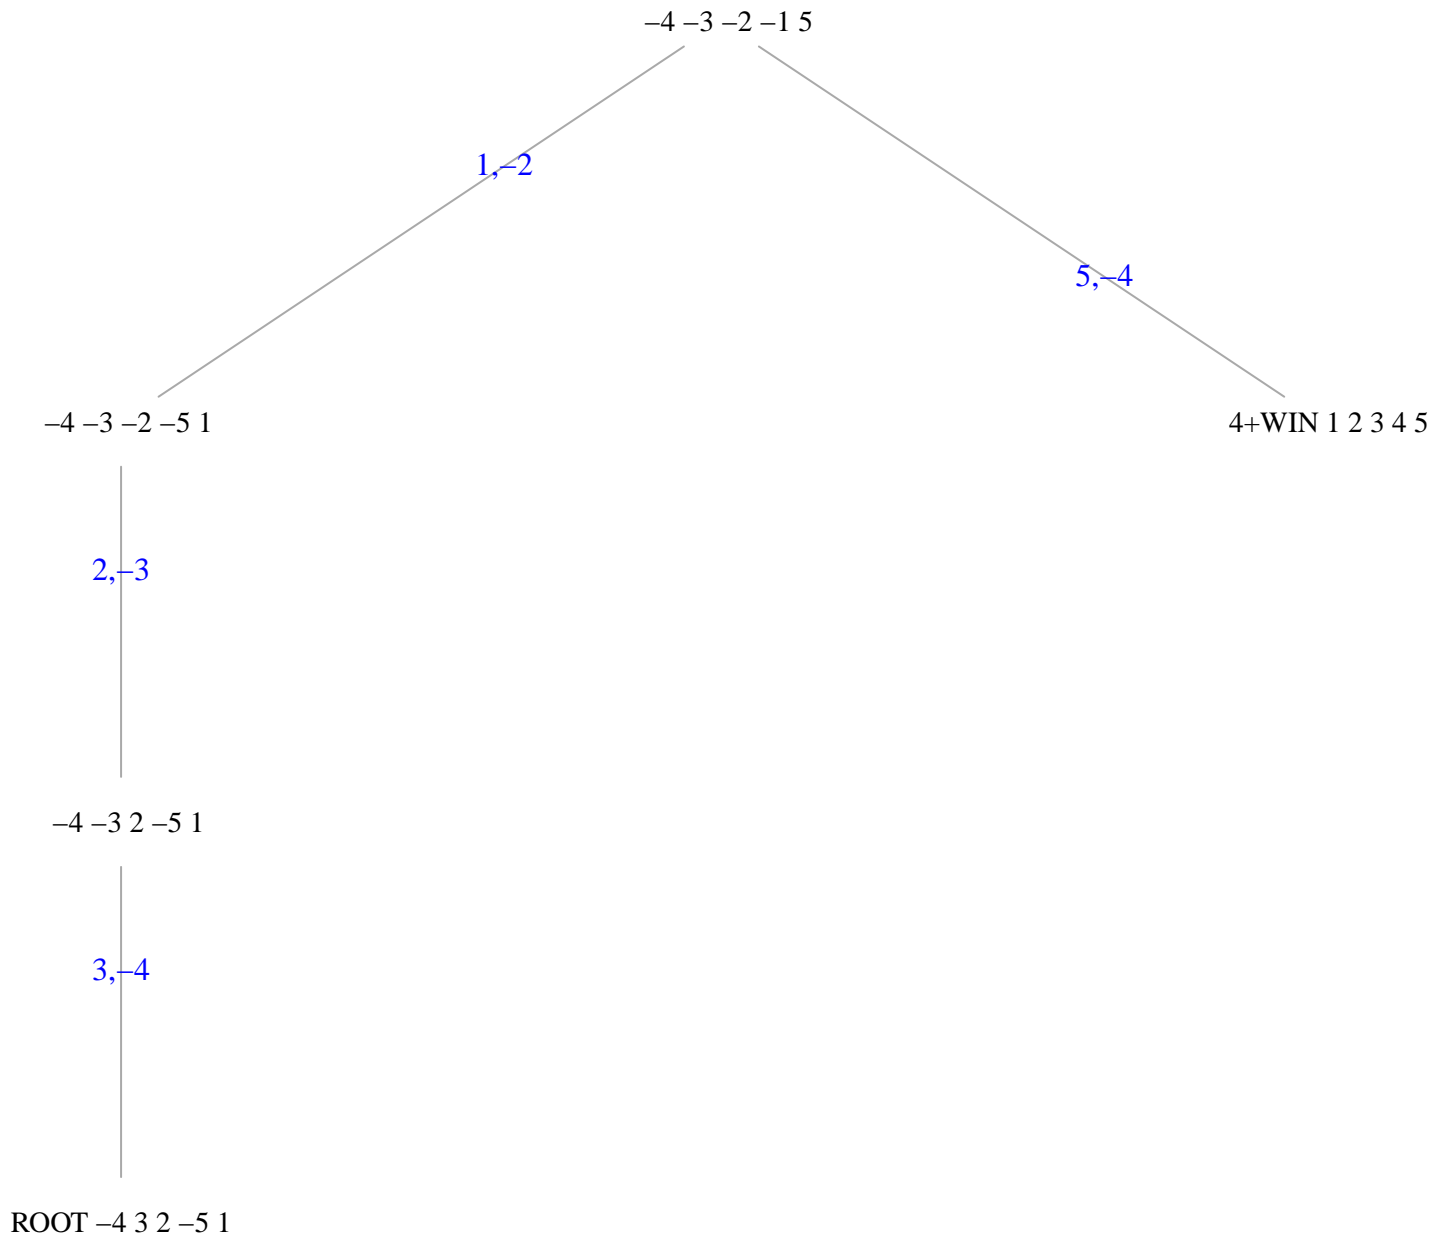 –4 –3 –2 –1 5
1,–2
5,–4
–4 –3 –2 –5 1
4+WIN 1 2 3 4 5
2,–3
–4 –3 2 –5 1
3,–4
ROOT –4 3 2 –5 1